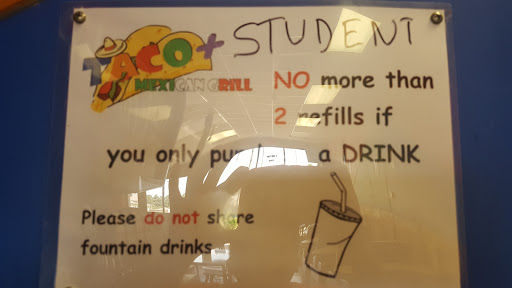 TACO+ STUDENT
MEXICAN GRILL
NO more than
2 refills if
you only a DRINK
Please do not share
fountain drinks